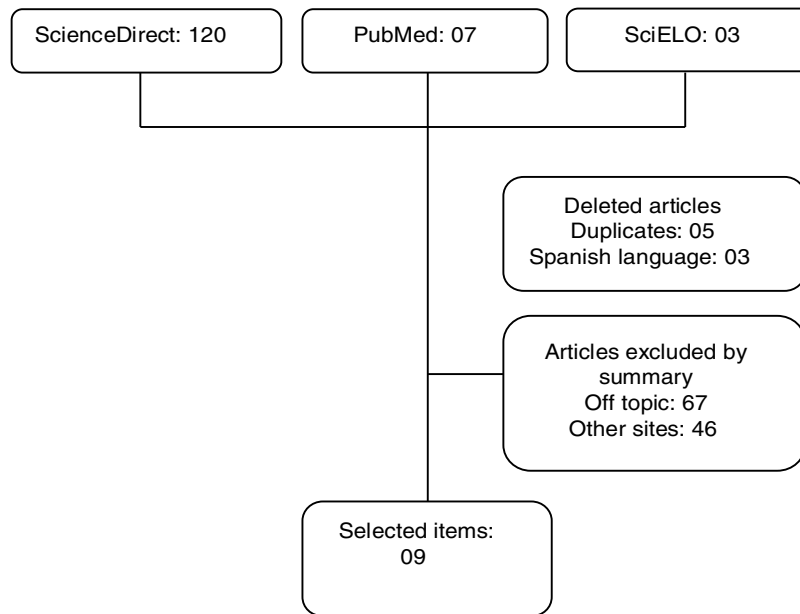 ScienceDirect: 120
PubMed: 07
SciELO: 03
Deleted articles
Duplicates: 05
Spanish language: 03
Articles excluded by
summary
Off topic: 67
Other sites: 46
Selected items:
09